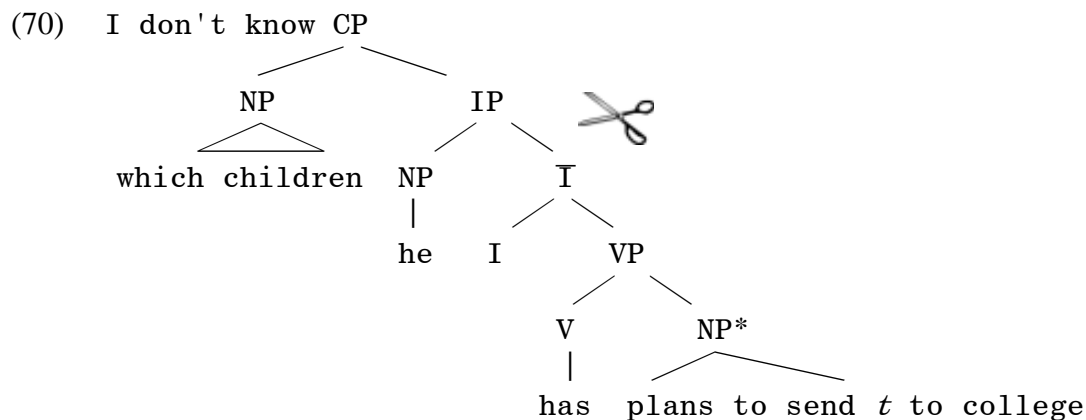 (70) I don't know CP
NP IP
which children NP I̅
he I VP
V NP*
has plans to send t to college